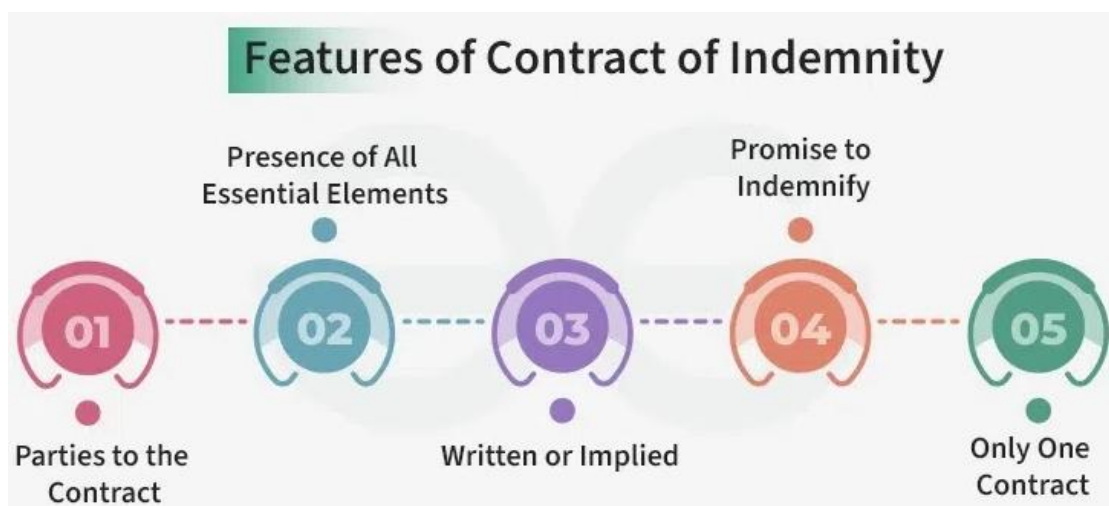 Features of Contract of Indemnity
01
Parties to the
Contract
02
Presence of All
Essential Elements
03
Written or Implied
04
Promise to
Indemnify
05
Only One
Contract